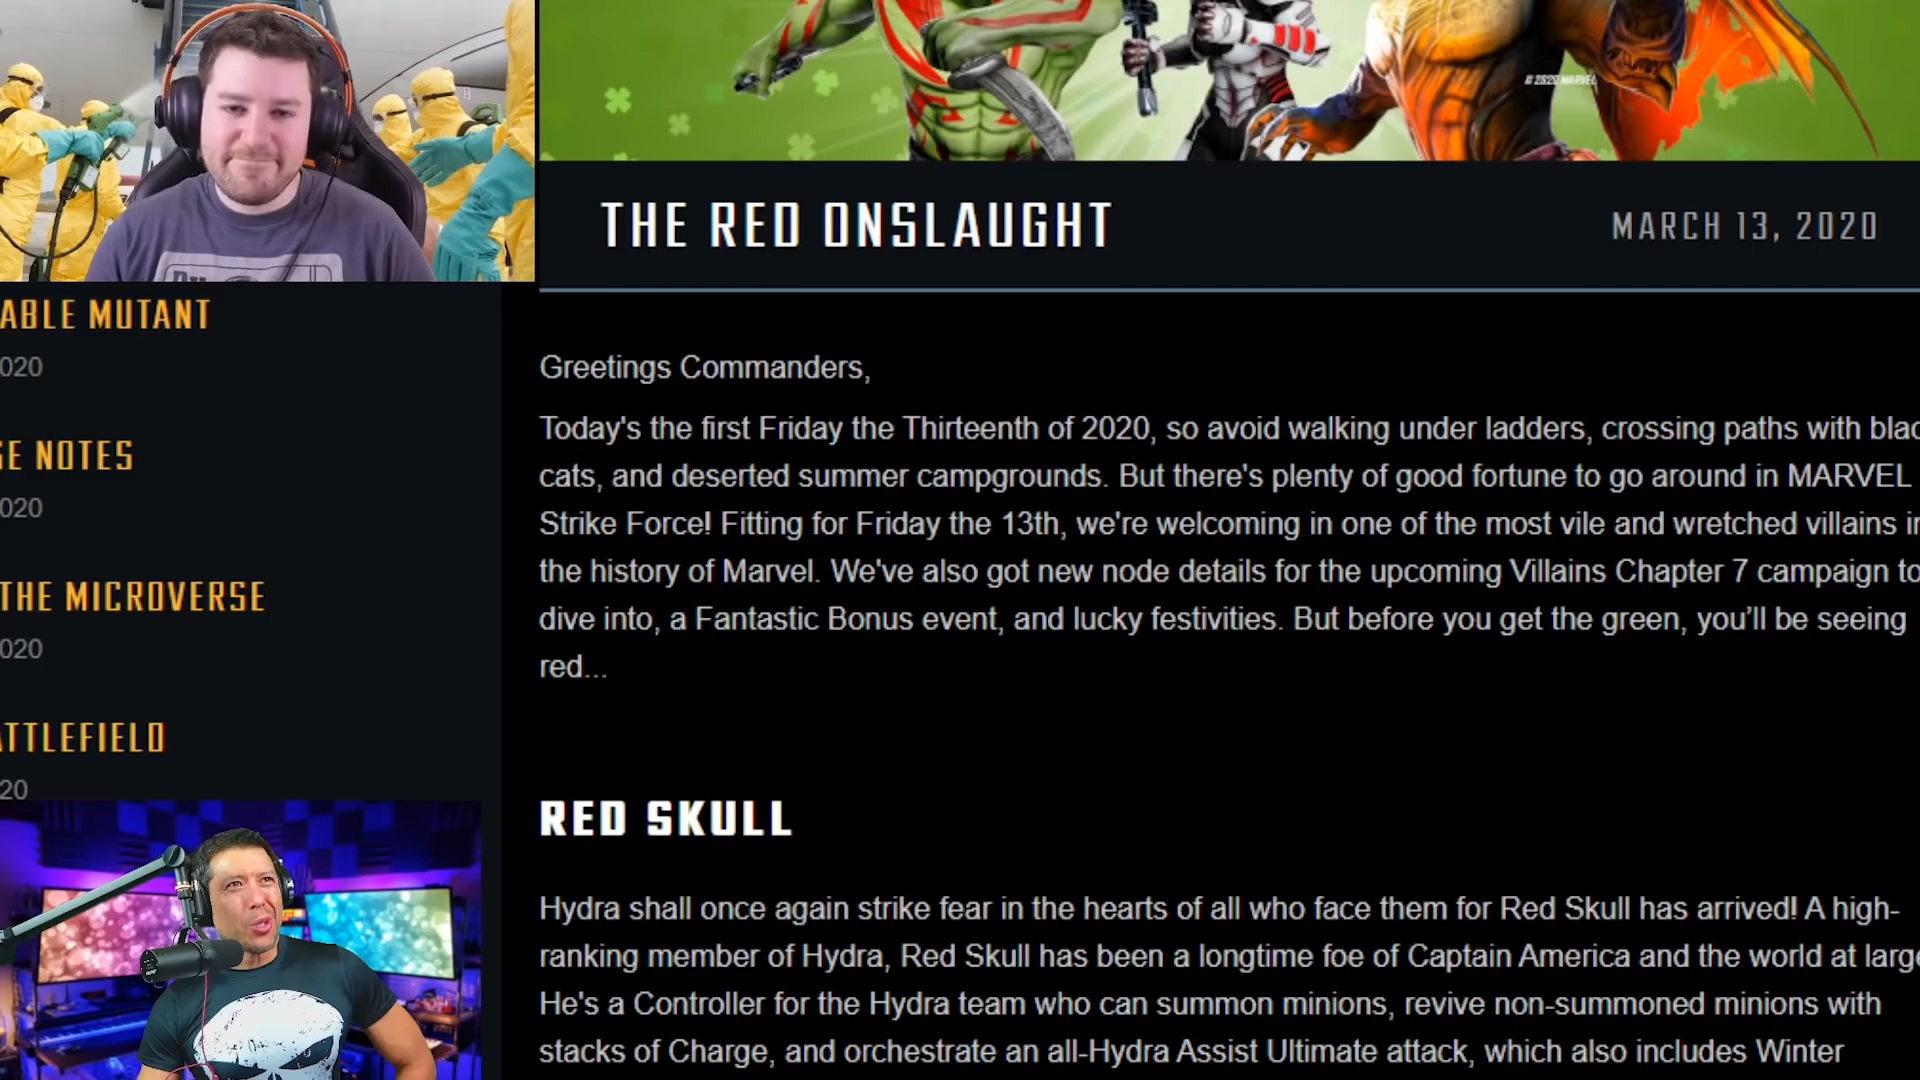 © 2020 MARVEL
THE RED ONSLAUGHT
MARCH 13, 2020
ABLE MUTANT
020
GE NOTES
020
THE MICROVERSE
020
ATTLEFIELD
20
Greetings Commanders,
Today's the first Friday the Thirteenth of 2020, so avoid walking under ladders, crossing paths with blac
cats, and deserted summer campgrounds. But there's plenty of good fortune to go around in MARVEL
Strike Force! Fitting for Friday the 13th, we're welcoming in one of the most vile and wretched villains in
the history of Marvel. We've also got new node details for the upcoming Villains Chapter 7 campaign to
dive into, a Fantastic Bonus event, and lucky festivities. But before you get the green, you’ll be seeing
red...
RED SKULL
Hydra shall once again strike fear in the hearts of all who face them for Red Skull has arrived! A high-
ranking member of Hydra, Red Skull has been a longtime foe of Captain America and the world at large
He's a Controller for the Hydra team who can summon minions, revive non-summoned minions with
stacks of Charge, and orchestrate an all-Hydra Assist Ultimate attack, which also includes Winter